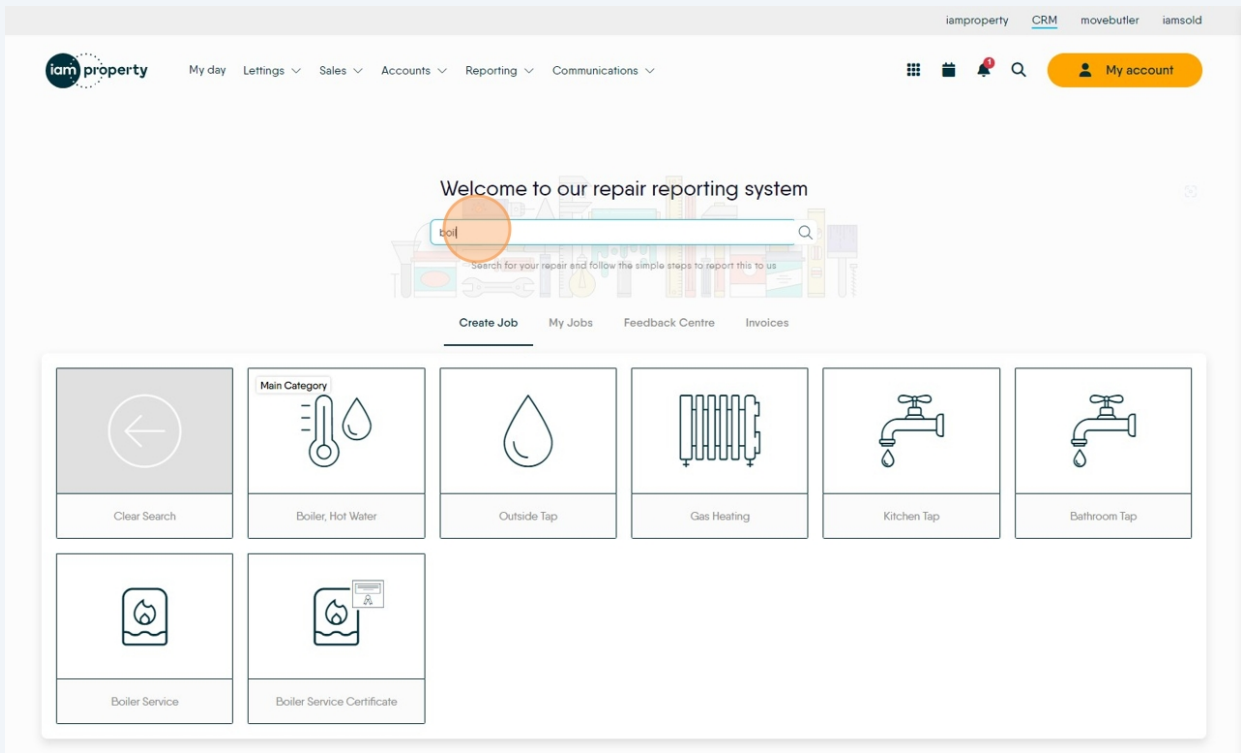 iamproperty CRM movebutler iamsold
iam property My day Lettings Sales Accounts Reporting Communications 1 My account
Welcome to our repair reporting system
boil
Search for your repair and follow the simple steps to report this to us
Create Job My Jobs Feedback Centre Invoices
Main Category
Clear Search Boiler, Hot Water Outside Tap Gas Heating Kitchen Tap Bathroom Tap
Boiler Service Boiler Service Certificate